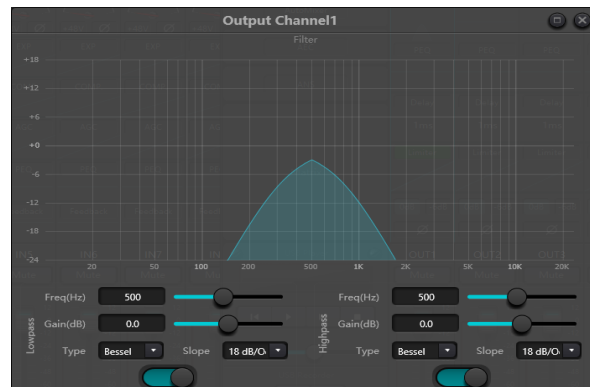 Output Channel1
Filter
+18
+12
+6
+0
-6
-12
-18
-24
20 50 100 200 500 1K 2K 5K 10K 20K
Lowpass
Freq(Hz) 500
Gain(dB) 0.0
Type Bessel Slope 18 dB/O
Highpass
Freq(Hz) 500
Gain(dB) 0.0
Type Bessel Slope 18 dB/O